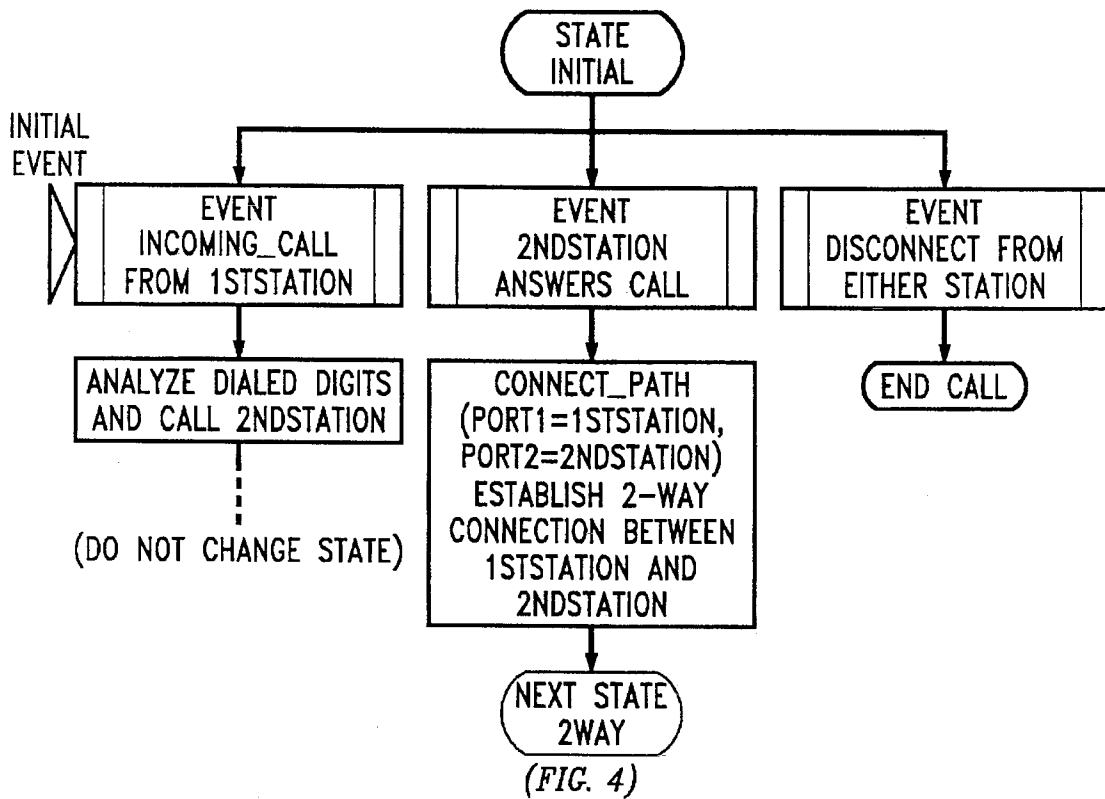 STATE
INITIAL
INITIAL
EVENT
EVENT
INCOMING_CALL
FROM 1STSTATION
EVENT
2NDSTATION
ANSWERS CALL
EVENT
DISCONNECT FROM
EITHER STATION
ANALYZE DIALED DIGITS
AND CALL 2NDSTATION
(DO NOT CHANGE STATE)
CONNECT_PATH
(PORT1=1STSTATION,
PORT2=2NDSTATION)
ESTABLISH 2-WAY
CONNECTION BETWEEN
1STSTATION AND
2NDSTATION
END CALL
NEXT STATE
2WAY
(FIG. 4)